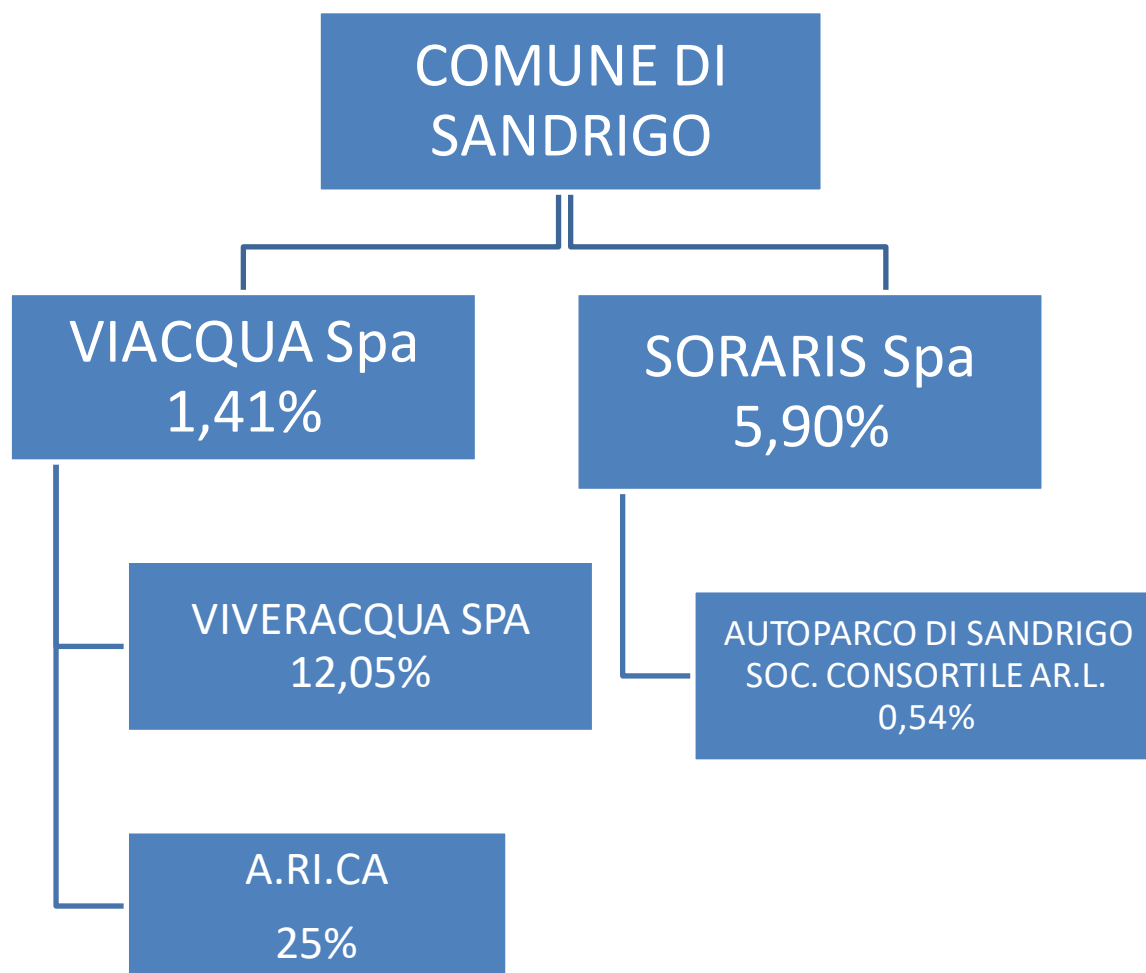 COMUNE DI
SANDRIGO
VIACQUA Spa
1,41%
SORARIS Spa
5,90%
VIVERACQUA SPA
12,05%
AUTOPARCO DI SANDRIGO
SOC. CONSORTILE AR.L.
0,54%
A.RI.CA
25%